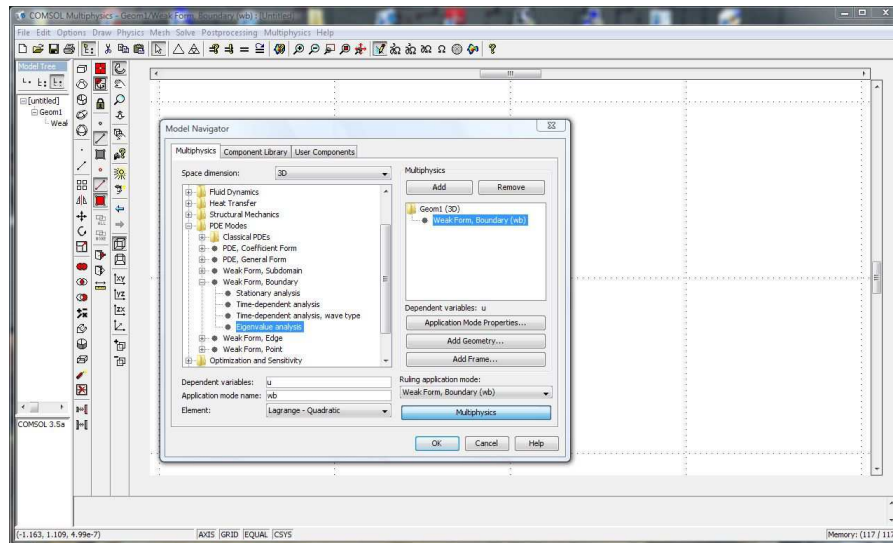 COMSOL Multiphysics - Geom1/Weak Form, Boundary (wb) : [Untitled]
File Edit Options Draw Physics Mesh Solve Postprocessing Multiphysics Help
Model Tree
[untitled]
Geom1
Weal
Model Navigator
Multiphysics Component Library User Components
Space dimension: 3D
Fluid Dynamics
Heat Transfer
Structural Mechanics
PDE Modes
Classical PDEs
PDE, Coefficient Form
PDE, General Form
Weak Form, Subdomain
Weak Form, Boundary
Stationary analysis
Time-dependent analysis
Time-dependent analysis, wave type
Eigenvalue analysis
Weak Form, Edge
Weak Form, Point
Optimization and Sensitivity
Dependent variables: u
Application mode name: wb
Element: Lagrange - Quadratic
Multiphysics
Add Remove
Geom1 (3D)
Weak Form, Boundary (wb)
Dependent variables: u
Application Mode Properties...
Add Geometry...
Add Frame...
Ruling application mode:
Weak Form, Boundary (wb)
Multiphysics
OK Cancel Help
COMSOL 3.5a
(-1.163, 1.109, 4.99e-7)
AXIS GRID EQUAL CSYS
Memory: (117 / 117